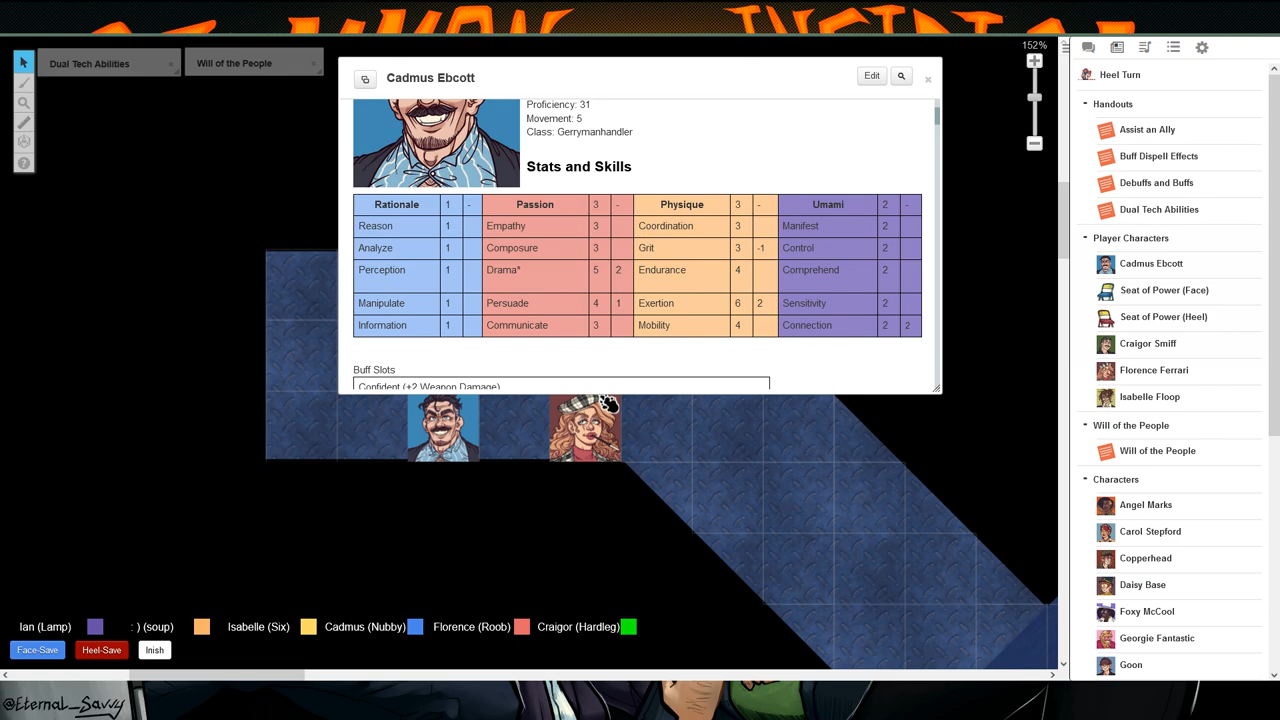 152%
Dual Tech Abilities
Will of the People
Cadmus Ebcott
Edit
Proficiency: 31
Movement: 5
Class: Gerrymanhandler
Stats and Skills
Rationale 1 - Passion 3 - Physique 3 - Umami 2 -
Reason 1 Empathy 3 Coordination 3 Manifest 2
Analyze 1 Composure 3 Grit 3 -1 Control 2
Perception 1 Drama* 5 2 Endurance 4 Comprehend 2
Manipulate 1 Persuade 4 1 Exertion 6 2 Sensitivity 2
Information 1 Communicate 3 Mobility 4 Connection 2 2
Buff Slots
Confident (+2 Weapon Damage)
Ian (Lamp)
: ) (soup)
Isabelle (Six)
Cadmus (Nubby)
Florence (Roob)
Craigor (Hardleg)
Face-Save
Heel-Save
Inish
Heel Turn
Handouts
Assist an Ally
Buff Dispell Effects
Debuffs and Buffs
Dual Tech Abilities
Player Characters
Cadmus Ebcott
Seat of Power (Face)
Seat of Power (Heel)
Craigor Smiff
Florence Ferrari
Isabelle Floop
Will of the People
Will of the People
Characters
Angel Marks
Carol Stepford
Copperhead
Daisy Base
Foxy McCool
Georgie Fantastic
Goon
@Eternal_Savvy